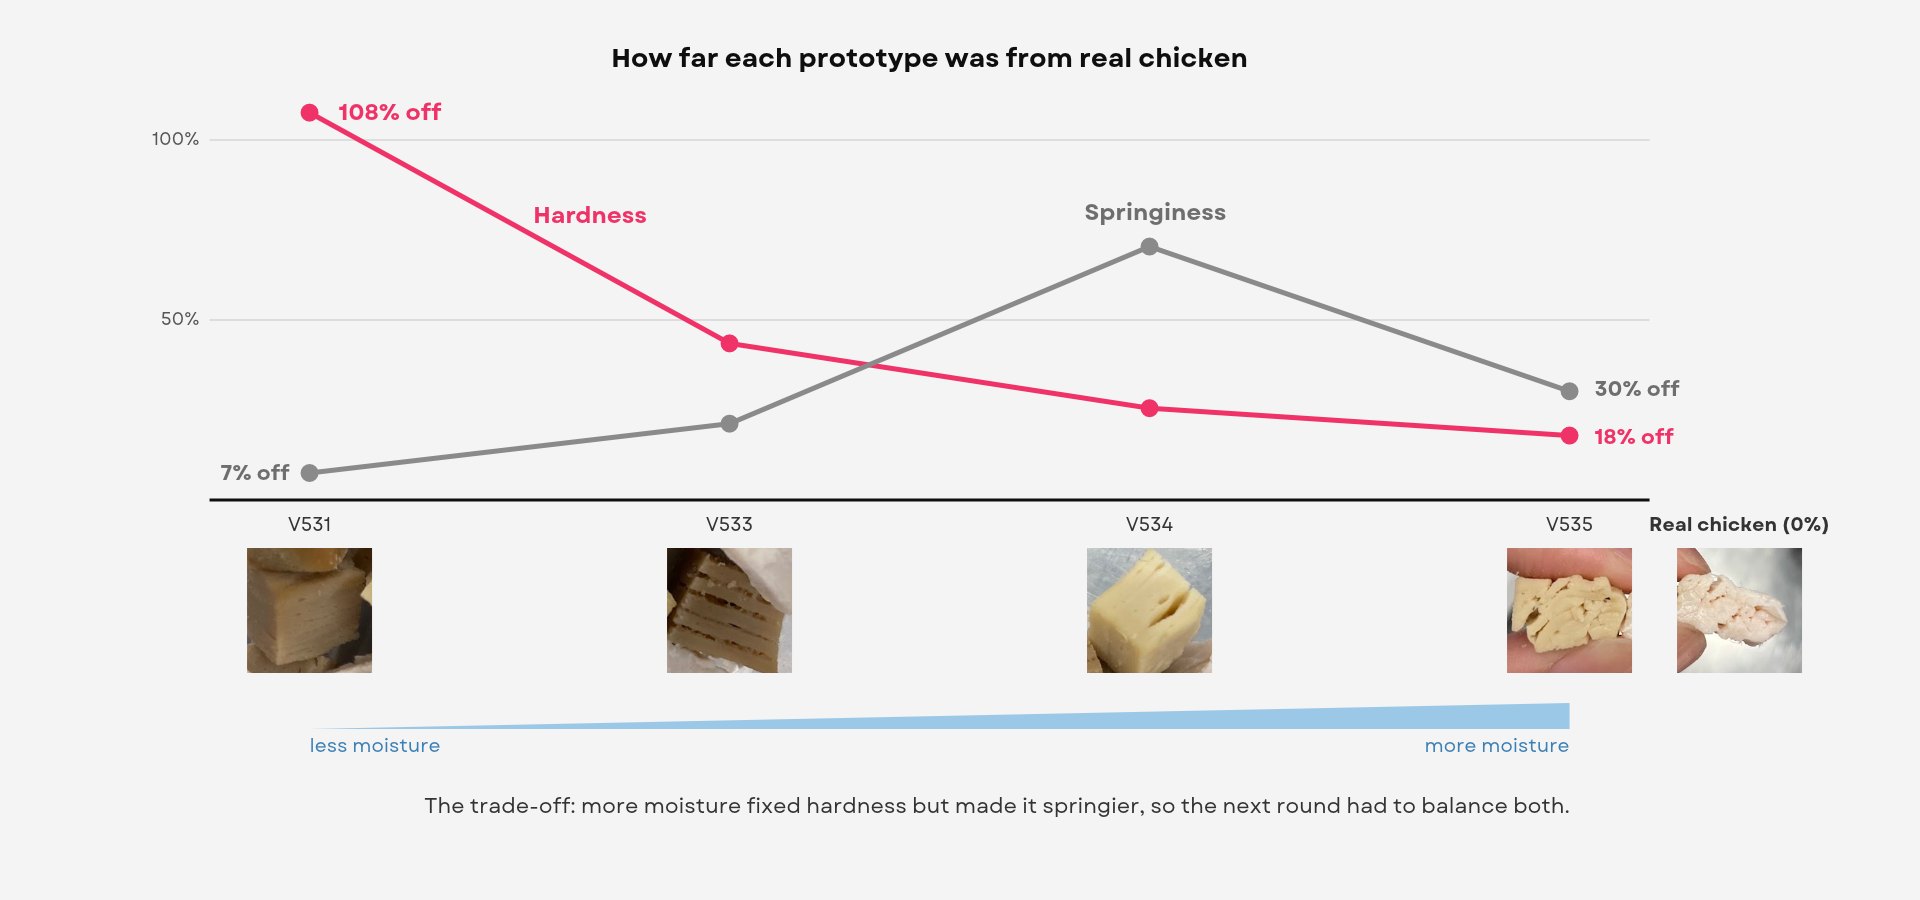 How far each prototype was from real chicken
108% off
100%
Hardness
Springiness
50%
30% off
18% off
7% off
V531
V533
V534
V535
Real chicken (0%)
less moisture
more moisture
The trade-off: more moisture fixed hardness but made it springier, so the next round had to balance both.